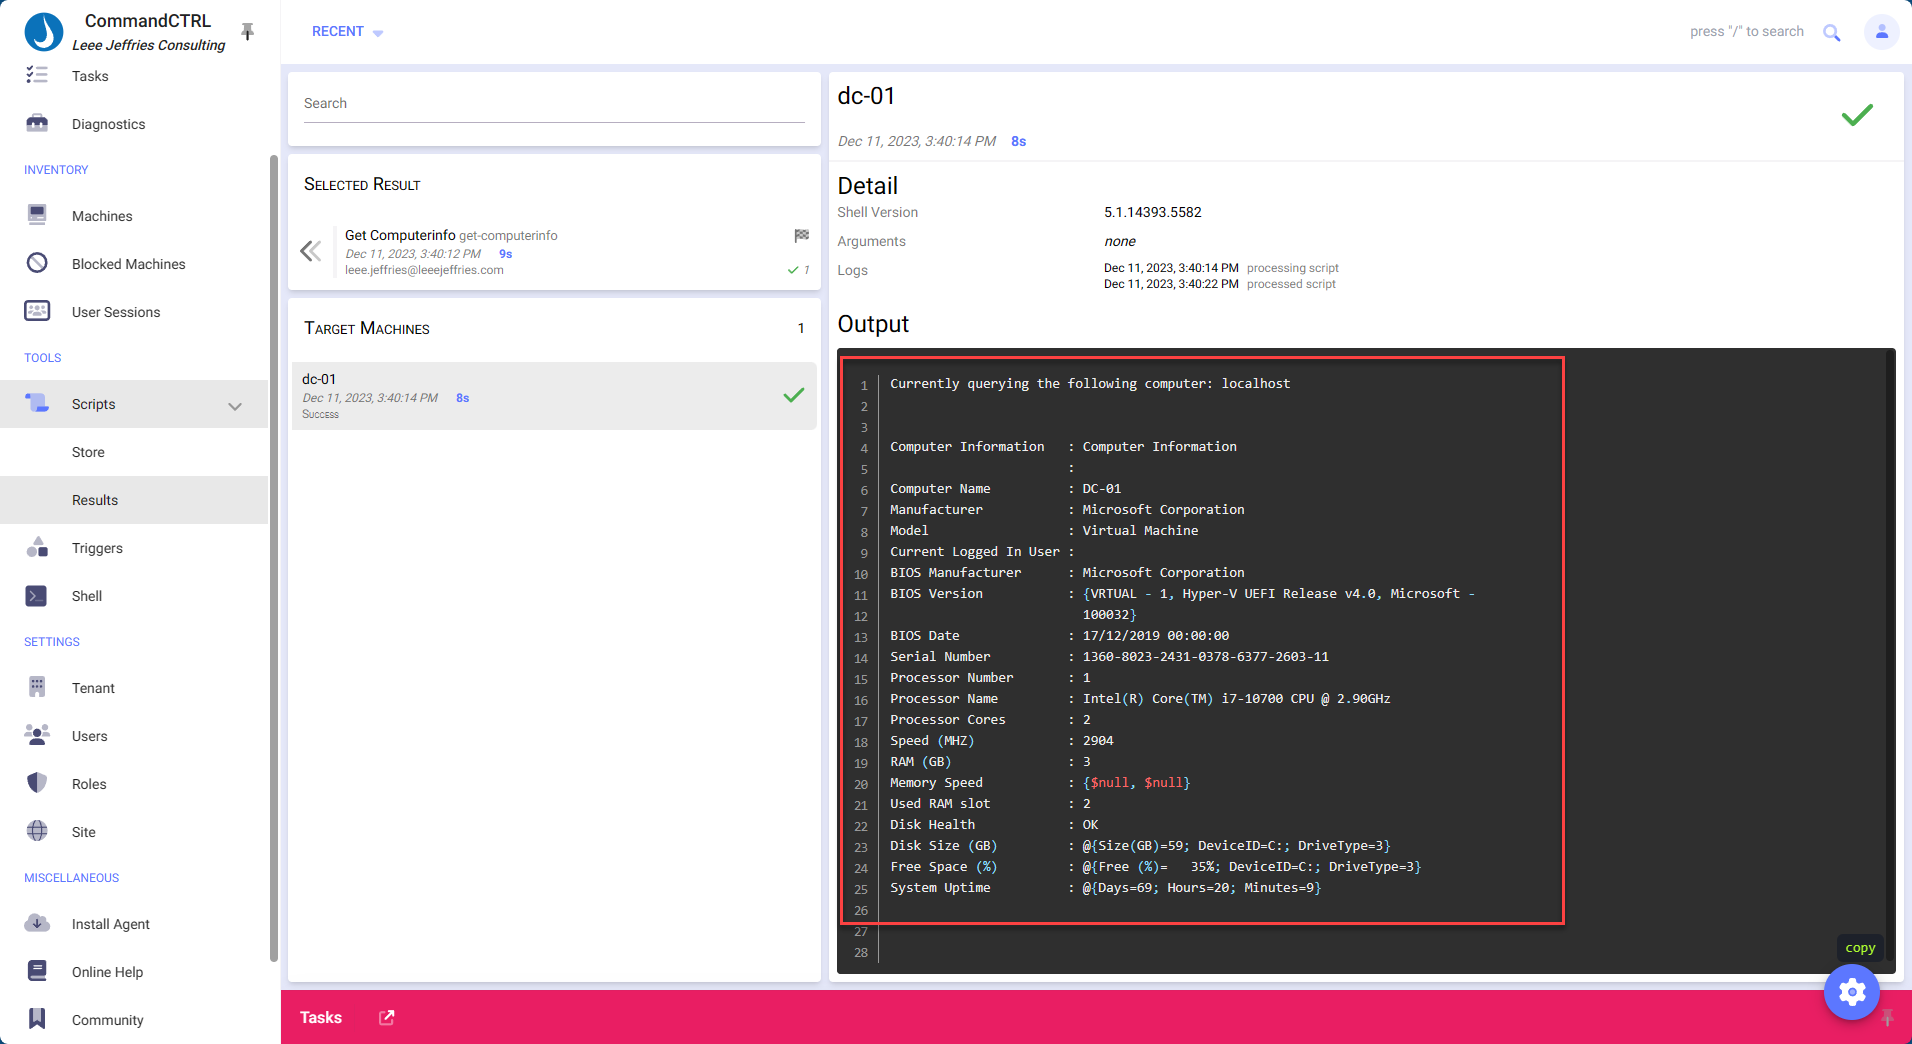 CommandCTRL
Leee Jeffries Consulting
Tasks
Diagnostics
INVENTORY
Machines
Blocked Machines
User Sessions
TOOLS
Scripts
Store
Results
Triggers
Shell
SETTINGS
Tenant
Users
Roles
Site
MISCELLANEOUS
Install Agent
Online Help
Community
RECENT
press "/" to search
Search
SELECTED RESULT
Get Computerinfo get-computerinfo
Dec 11, 2023, 3:40:12 PM 9s
leee.jeffries@leeejeffries.com
1
TARGET MACHINES 1
dc-01
Dec 11, 2023, 3:40:14 PM 8s
SUCCESS
dc-01
Dec 11, 2023, 3:40:14 PM 8s
Detail
Shell Version 5.1.14393.5582
Arguments none
Logs Dec 11, 2023, 3:40:14 PM processing script
Dec 11, 2023, 3:40:22 PM processed script
Output
1 Currently querying the following computer: localhost
2
3
4 Computer Information : Computer Information
5 :
6 Computer Name : DC-01
7 Manufacturer : Microsoft Corporation
8 Model : Virtual Machine
9 Current Logged In User :
10 BIOS Manufacturer : Microsoft Corporation
11 BIOS Version : {VRTUAL - 1, Hyper-V UEFI Release v4.0, Microsoft -
12 100032}
13 BIOS Date : 17/12/2019 00:00:00
14 Serial Number : 1360-8023-2431-0378-6377-2603-11
15 Processor Number : 1
16 Processor Name : Intel(R) Core(TM) i7-10700 CPU @ 2.90GHz
17 Processor Cores : 2
18 Speed (MHZ) : 2904
19 RAM (GB) : 3
20 Memory Speed : {$null, $null}
21 Used RAM slot : 2
22 Disk Health : OK
23 Disk Size (GB) : @{Size(GB)=59; DeviceID=C:; DriveType=3}
24 Free Space (%) : @{Free (%)=   35%; DeviceID=C:; DriveType=3}
25 System Uptime : @{Days=69; Hours=20; Minutes=9}
26
27
28
copy
Tasks